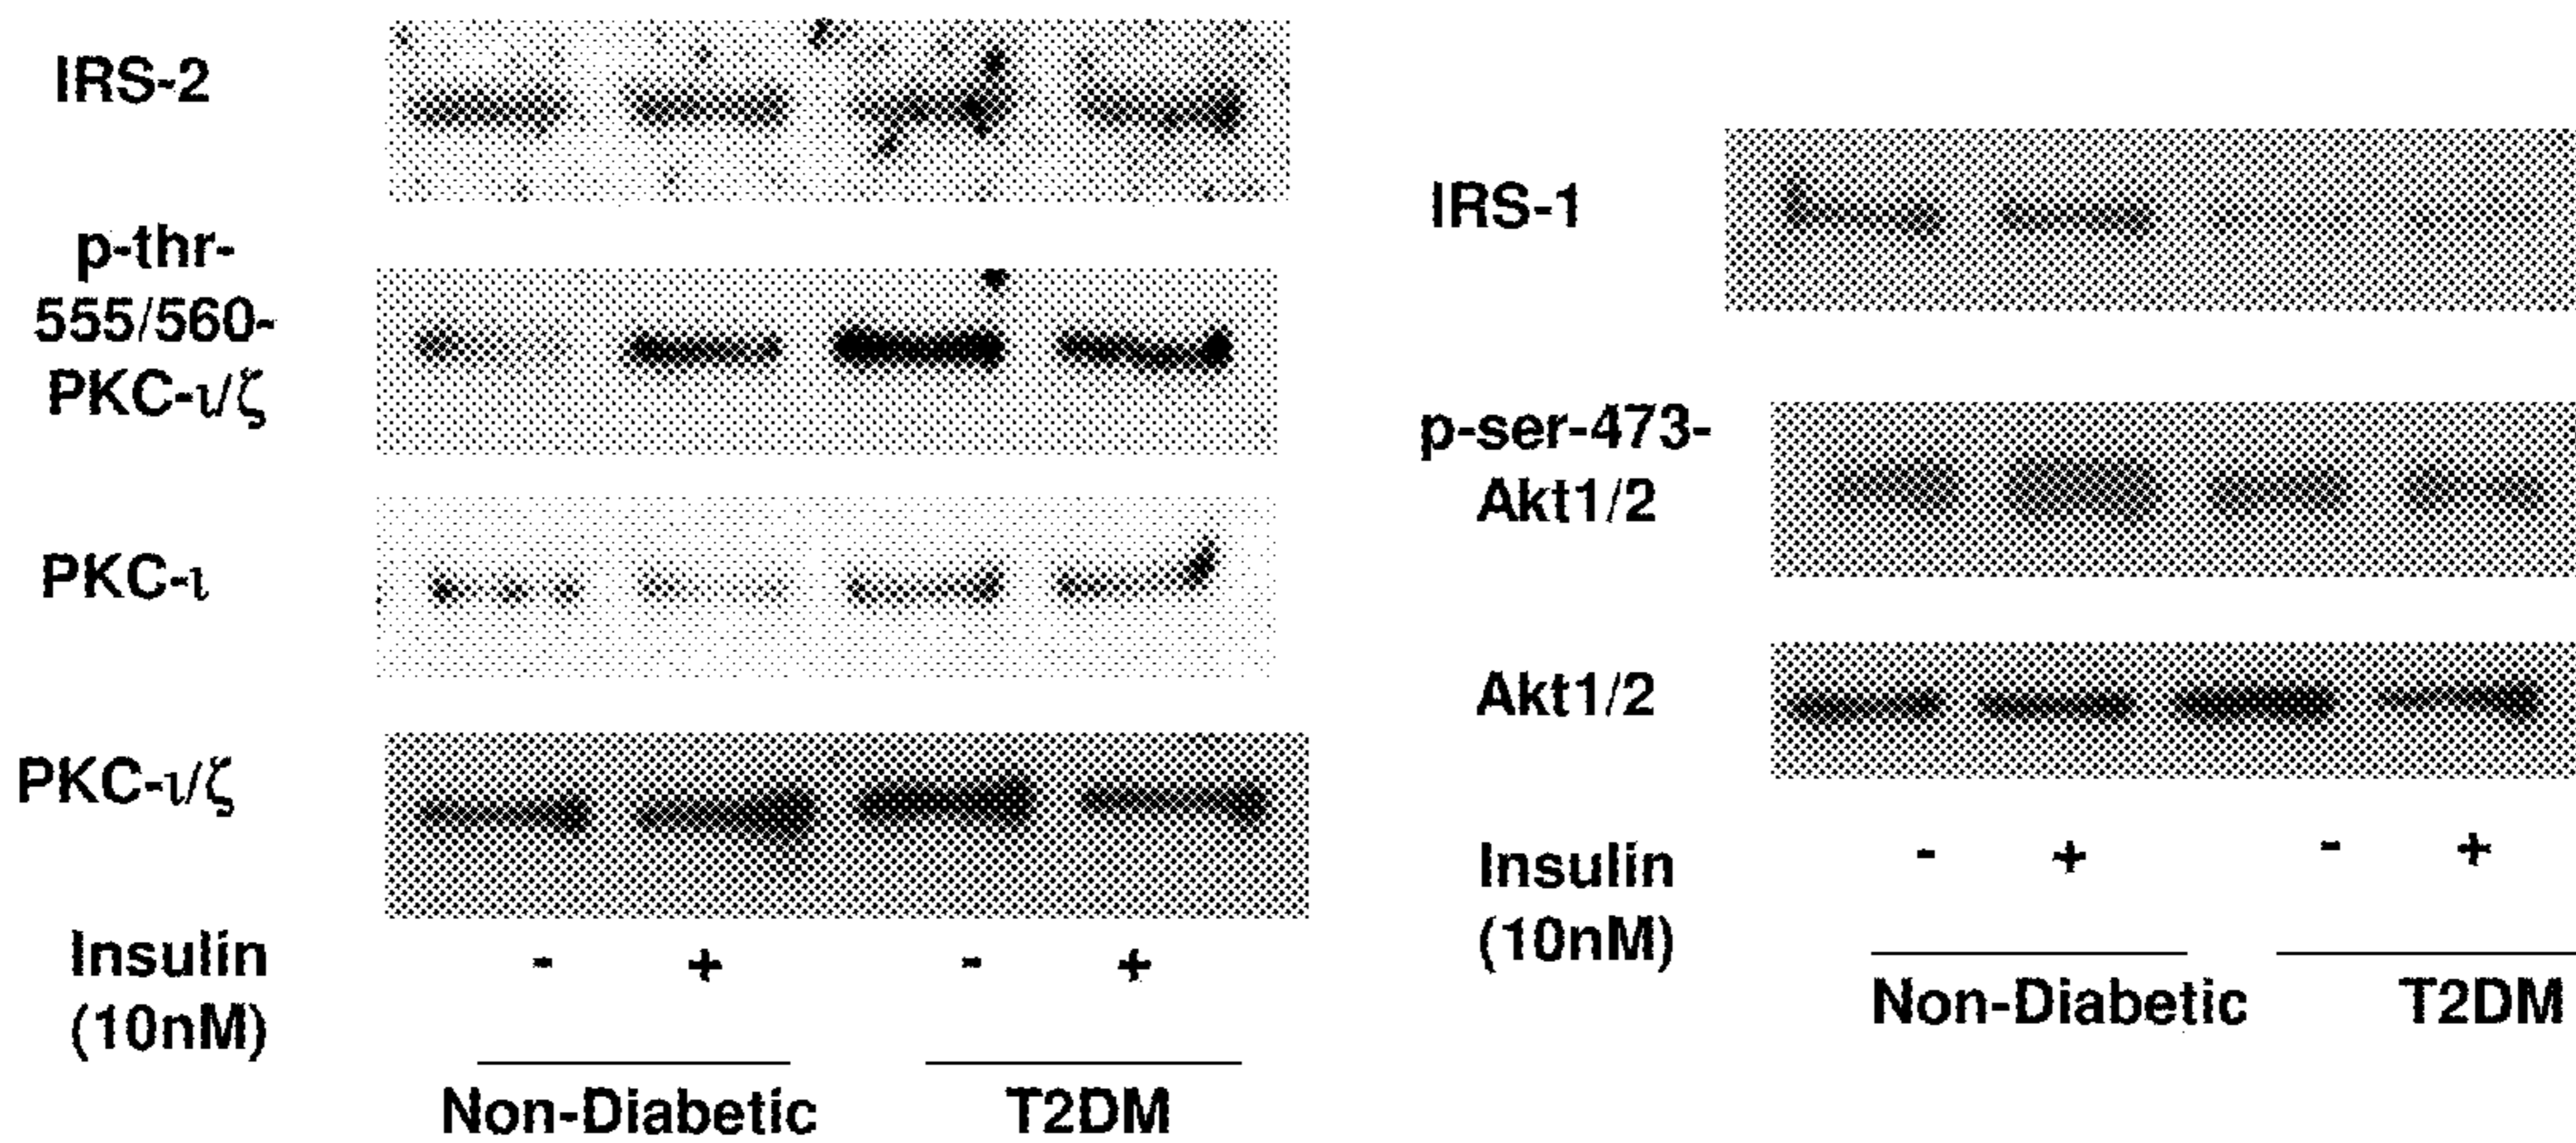 IRS-2
p-thr-
555/560-
PKC-ι/ζ
PKC-ι
PKC-ι/ζ
Insulin
(10nM)
- + - +
Non-Diabetic T2DM
IRS-1
p-ser-473-
Akt1/2
Akt1/2
Insulin
(10nM)
- + - +
Non-Diabetic T2DM